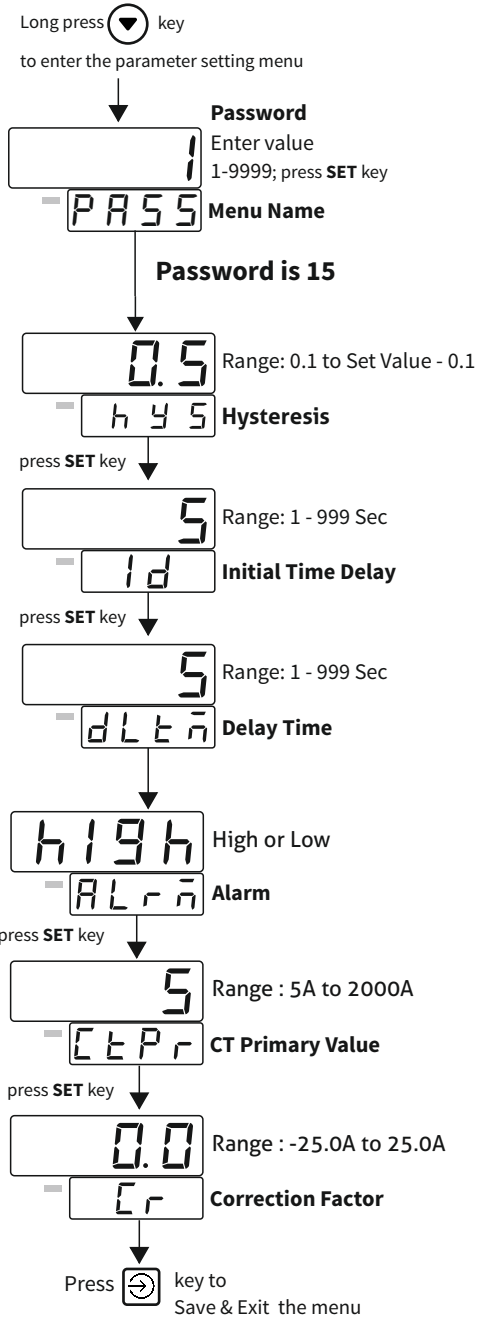 Long press key
to enter the parameter setting menu
Password
Enter value
1
1-9999; press SET key
PASS Menu Name
Password is 15
0.5 Range: 0.1 to Set Value - 0.1
hYS Hysteresis
press SET key
5 Range: 1 - 999 Sec
Id Initial Time Delay
press SET key
5 Range: 1 - 999 Sec
dLtm Delay Time
hIgh High or Low
ALrm Alarm
press SET key
5 Range : 5A to 2000A
CtPr CT Primary Value
press SET key
0.0 Range : -25.0A to 25.0A
Cr Correction Factor
Press key to
Save & Exit the menu